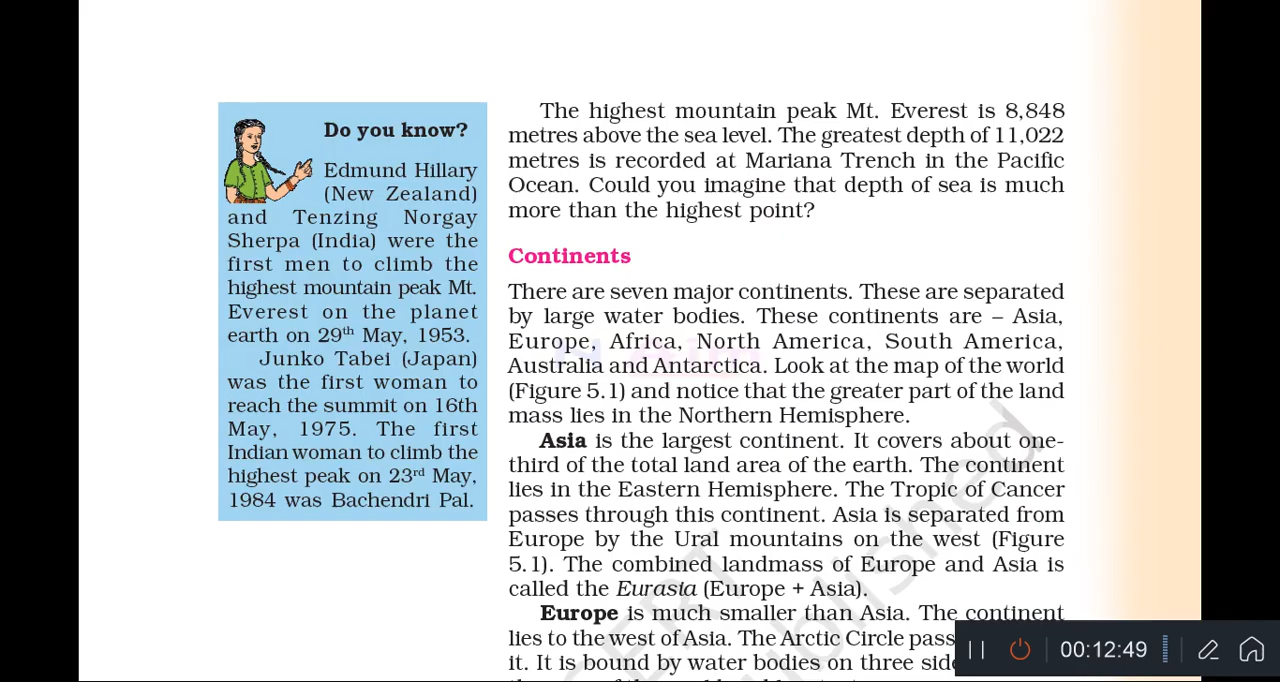 Do you know?
Edmund Hillary
(New Zealand)
and Tenzing Norgay
Sherpa (India) were the
first men to climb the
highest mountain peak Mt.
Everest on the planet
earth on 29th May, 1953.
Junko Tabei (Japan)
was the first woman to
reach the summit on 16th
May, 1975. The first
Indian woman to climb the
highest peak on 23rd May,
1984 was Bachendri Pal.
The highest mountain peak Mt. Everest is 8,848
metres above the sea level. The greatest depth of 11,022
metres is recorded at Mariana Trench in the Pacific
Ocean. Could you imagine that depth of sea is much
more than the highest point?
Continents
There are seven major continents. These are separated
by large water bodies. These continents are – Asia,
Europe, Africa, North America, South America,
Australia and Antarctica. Look at the map of the world
(Figure 5.1) and notice that the greater part of the land
mass lies in the Northern Hemisphere.
Asia is the largest continent. It covers about one-
third of the total land area of the earth. The continent
lies in the Eastern Hemisphere. The Tropic of Cancer
passes through this continent. Asia is separated from
Europe by the Ural mountains on the west (Figure
5.1). The combined landmass of Europe and Asia is
called the Eurasia (Europe + Asia).
Europe is much smaller than Asia. The continent
lies to the west of Asia. The Arctic Circle
it. It is bound by water bodies on three
00:12:49